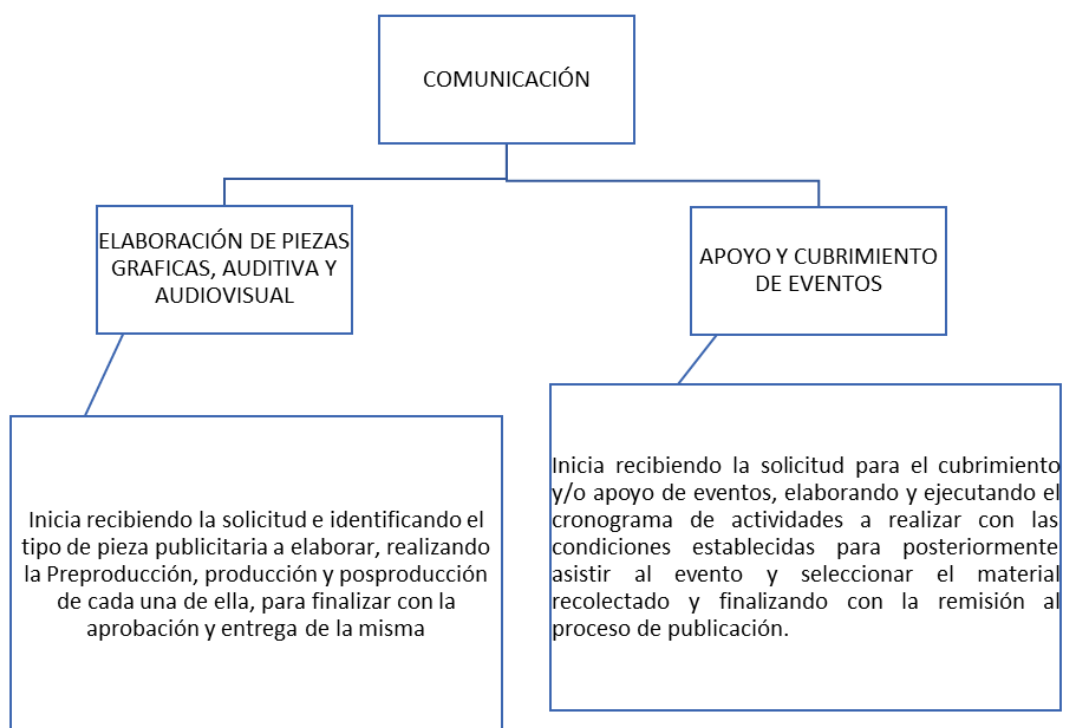 COMUNICACIÓN
ELABORACIÓN DE PIEZAS
GRAFICAS, AUDITIVA Y
AUDIOVISUAL
APOYO Y CUBRIMIENTO
DE EVENTOS
Inicia recibiendo la solicitud e identificando el
tipo de pieza publicitaria a elaborar, realizando
la Preproducción, producción y posproducción
de cada una de ella, para finalizar con la
aprobación y entrega de la misma
Inicia recibiendo la solicitud para el cubrimiento
y/o apoyo de eventos, elaborando y ejecutando el
cronograma de actividades a realizar con las
condiciones establecidas para posteriormente
asistir al evento y seleccionar el material
recolectado y finalizando con la remisión al
proceso de publicación.